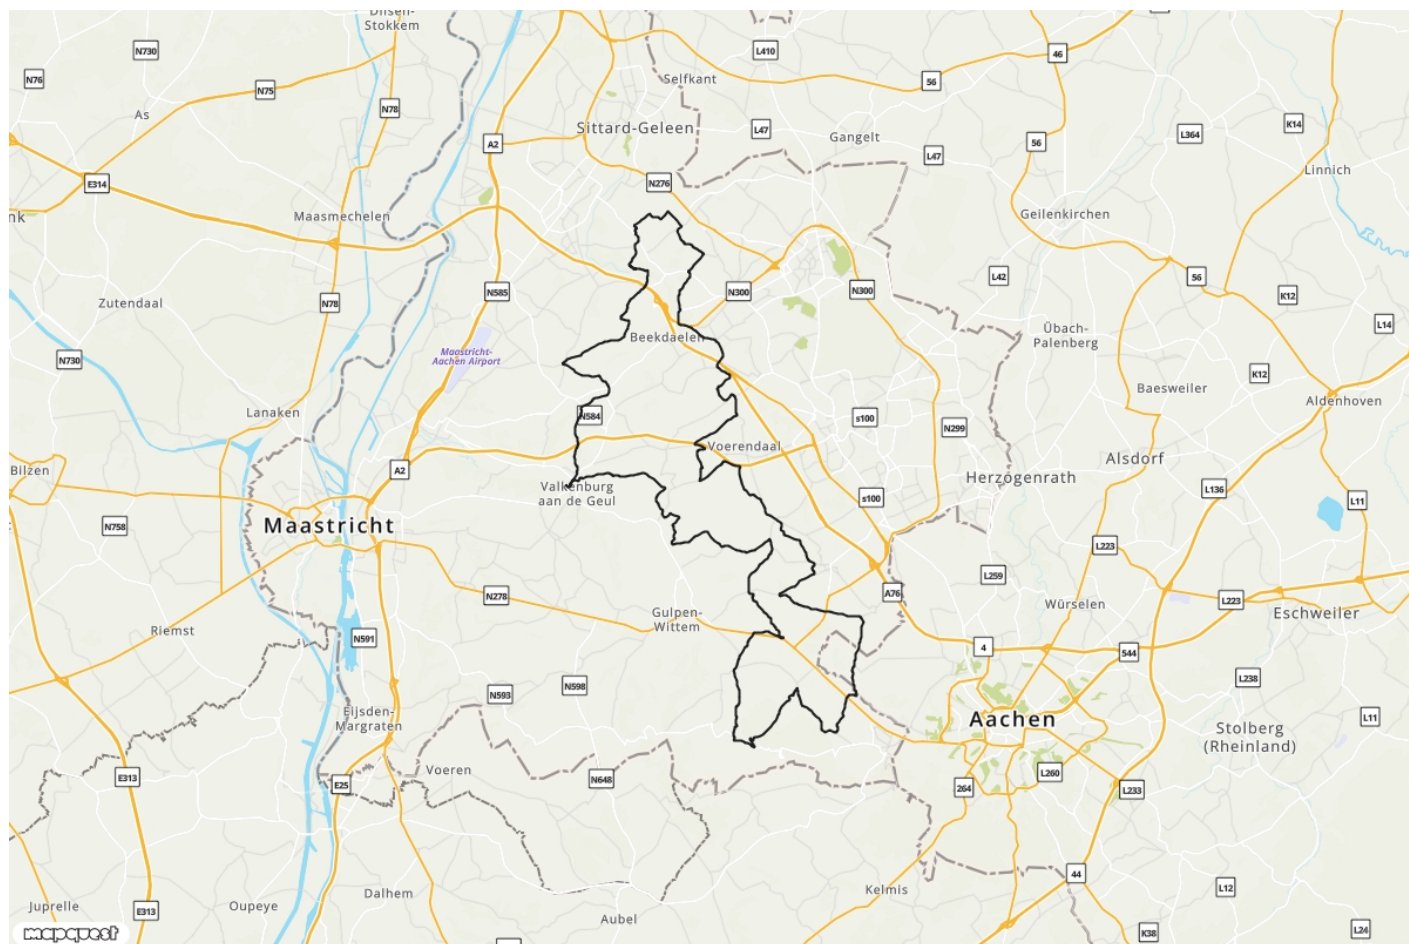 Dilsen-
Stokkem
N730
L410
46
N76
N75
Selfkant
56
As
N78
Sittard-Geleen
L47
Gangelt
K14
L364
A2
56
L47
Linnich
E314
N276
nk
Maasmechelen
Geilenkirchen
L42
56
Zutendaal
N78
N585
N300
N300
K12
L14
Übach-
Palenberg
Beekdaelen
Maastricht-
Aachen Airport
N730
K12
Baesweiler
Aldenhoven
Lanaken
N584
s100
N299
Voerendaal
Bilzen
A2
Alsdorf
Herzogenrath
Valkenburg
aan de Geul
s100
L136
L11
N758
Maastricht
L223
L259
A76
N278
Würselen
L223
Eschweiler
Gulpen-
Wittem
Riemst
N591
4
544
L238
N598
N593
Eijsden-
Margraten
Aachen
L11
Stolberg
(Rheinland)
Voeren
E313
E25
N648
L260
264
L233
44
Kelmis
L12
Dalhem
Juprelle
E313
Oupeye
Aubel
K38
L24
mapquest